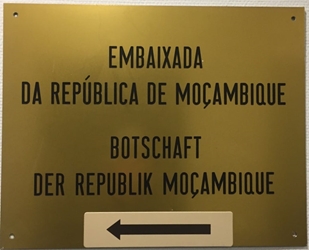 EMBAIXADA
DA REPÚBLICA DE MOÇAMBIQUE
BOTSCHAFT
DER REPUBLIK MOÇAMBIQUE